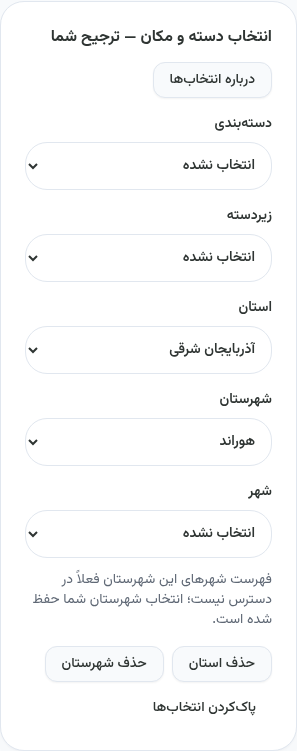 انتخاب دسته و مکان — ترجیح شما
درباره انتخاب‌ها
دسته‌بندی
انتخاب نشده
زیردسته
انتخاب نشده
استان
آذربایجان شرقی
شهرستان
هوراند
شهر
انتخاب نشده
فهرست شهرهای این شهرستان فعلاً در
دسترس نیست؛ انتخاب شهرستان شما حفظ
شده است.
حذف استان
حذف شهرستان
پاک‌کردن انتخاب‌ها